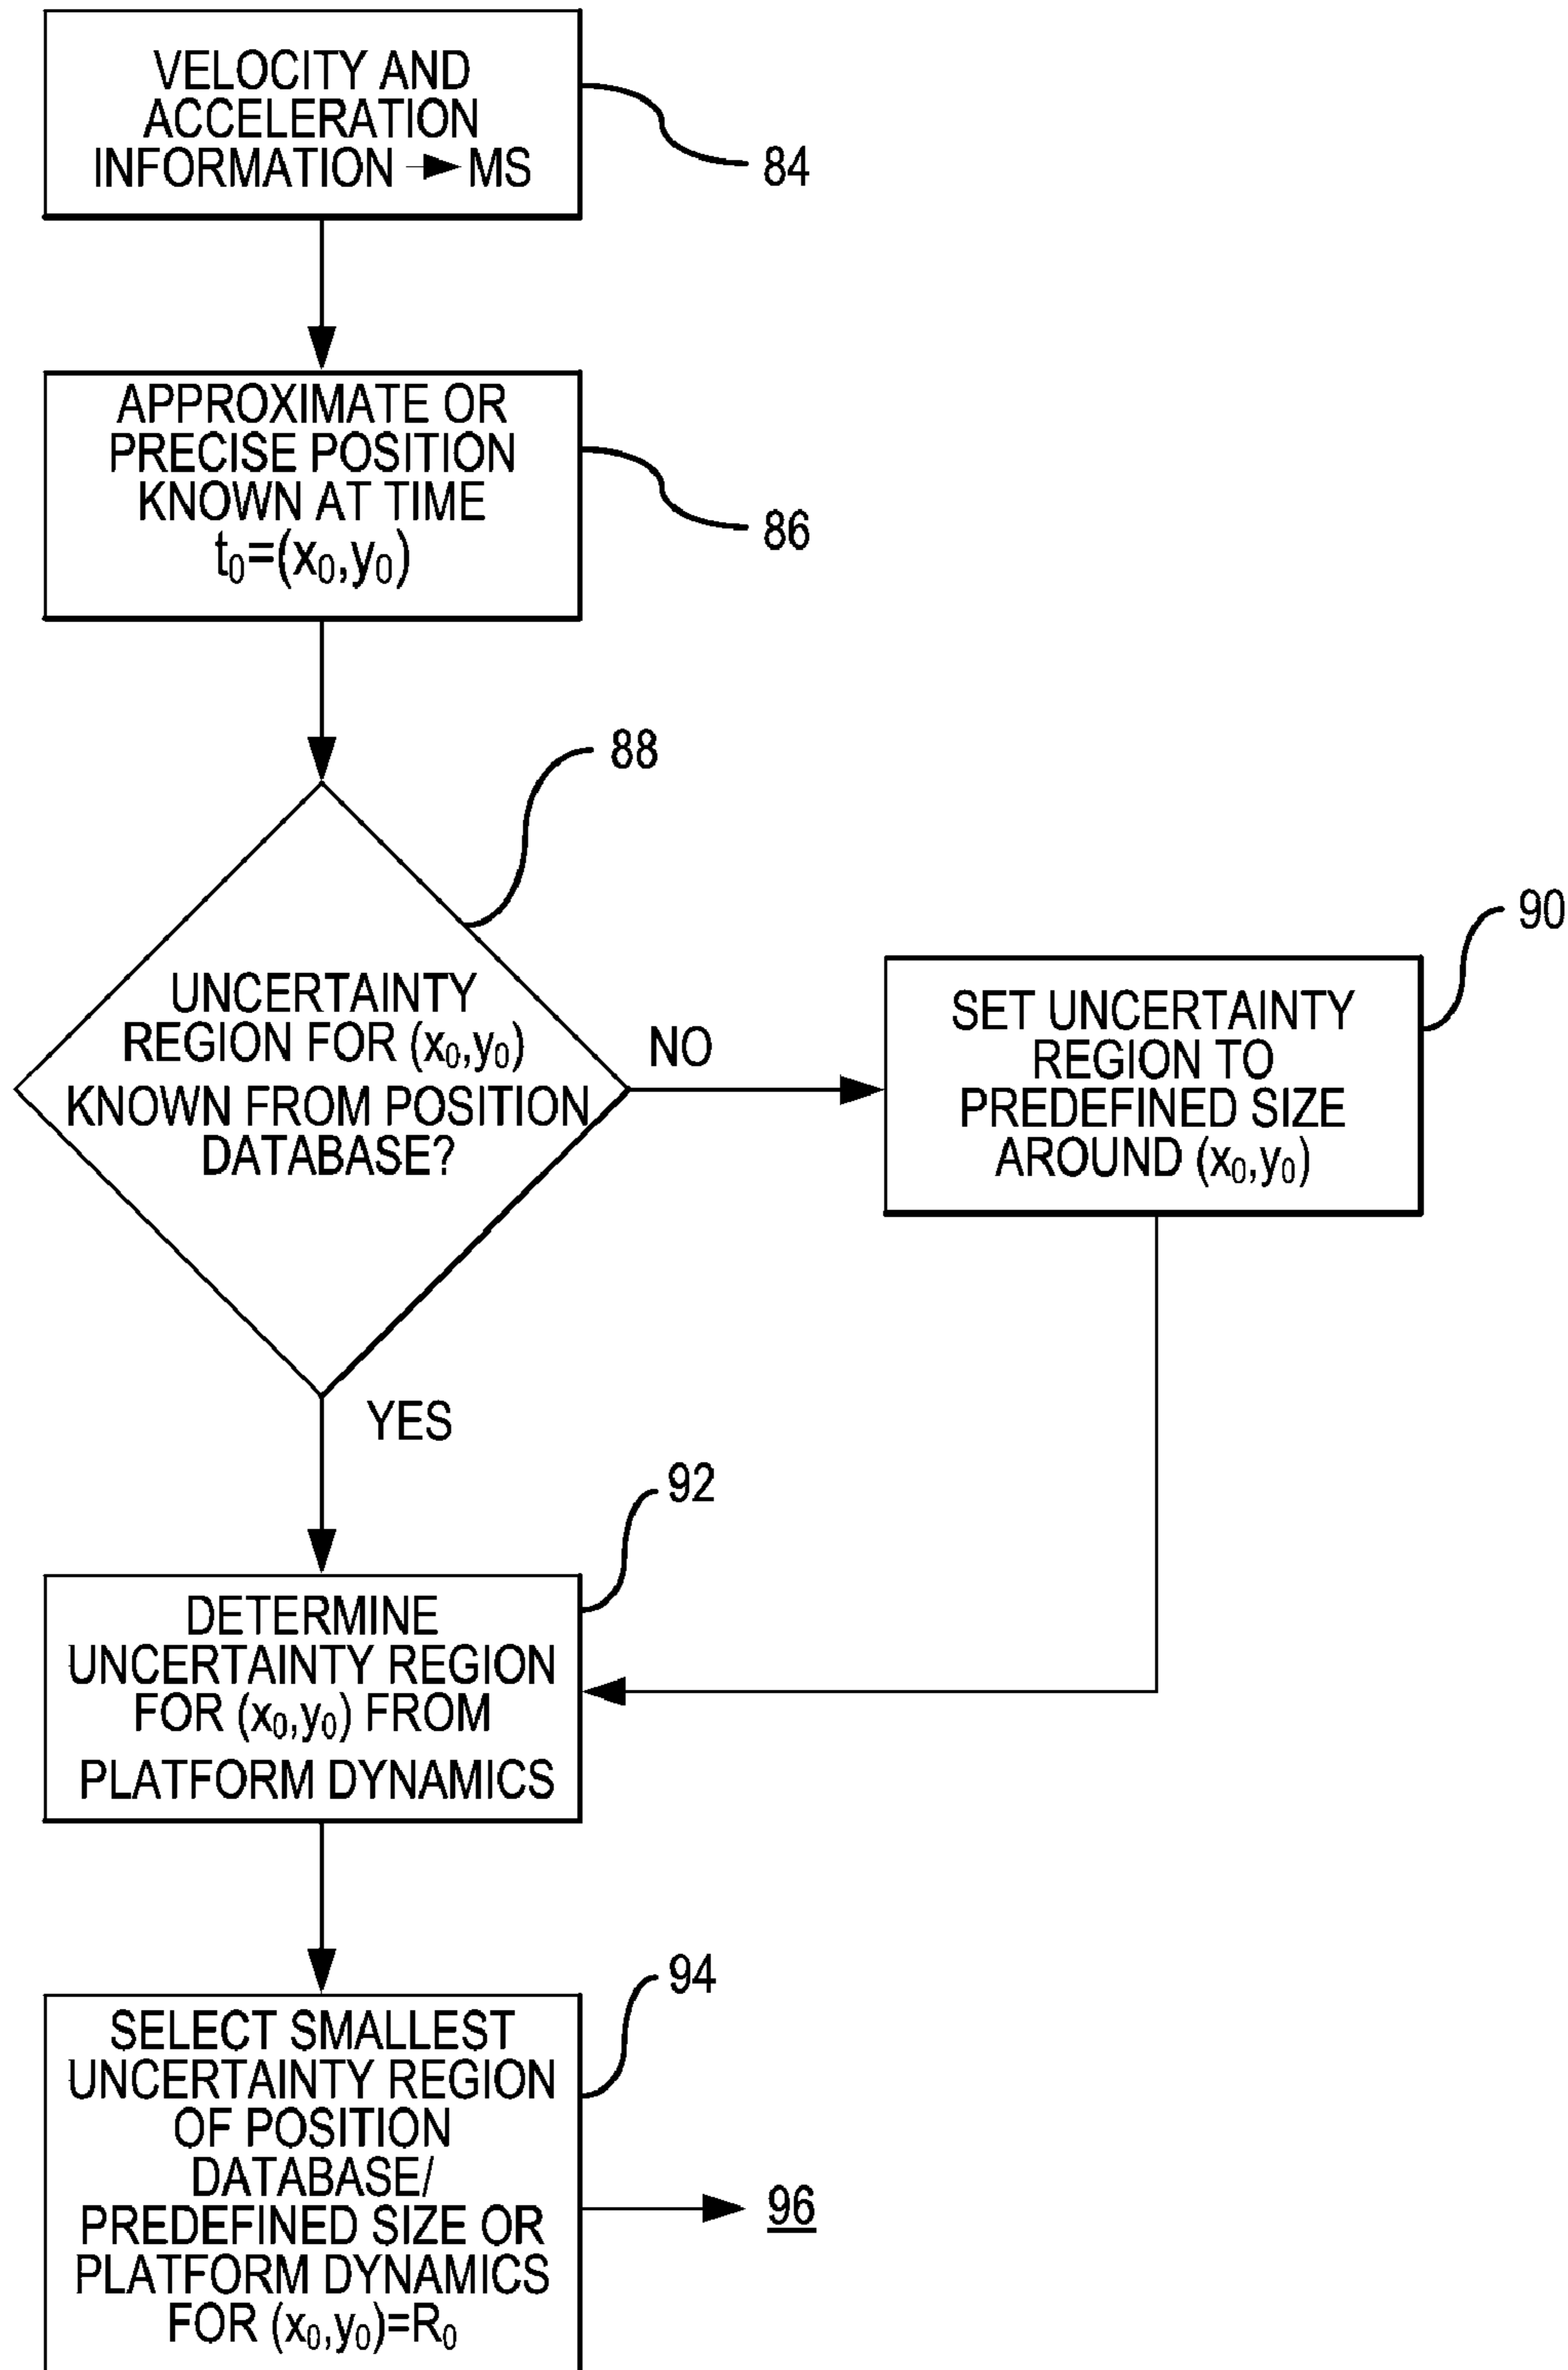 VELOCITY AND
ACCELERATION
INFORMATION → MS
84
APPROXIMATE OR
PRECISE POSITION
KNOWN AT TIME
t₀=(x₀,y₀)
86
88
UNCERTAINTY
REGION FOR (x₀,y₀)
KNOWN FROM POSITION
DATABASE?
NO
90
SET UNCERTAINTY
REGION TO
PREDEFINED SIZE
AROUND (x₀,y₀)
YES
92
DETERMINE
UNCERTAINTY REGION
FOR (x₀,y₀) FROM
PLATFORM DYNAMICS
94
SELECT SMALLEST
UNCERTAINTY REGION
OF POSITION
DATABASE/
PREDEFINED SIZE OR
PLATFORM DYNAMICS
FOR (x₀,y₀)=R₀
96